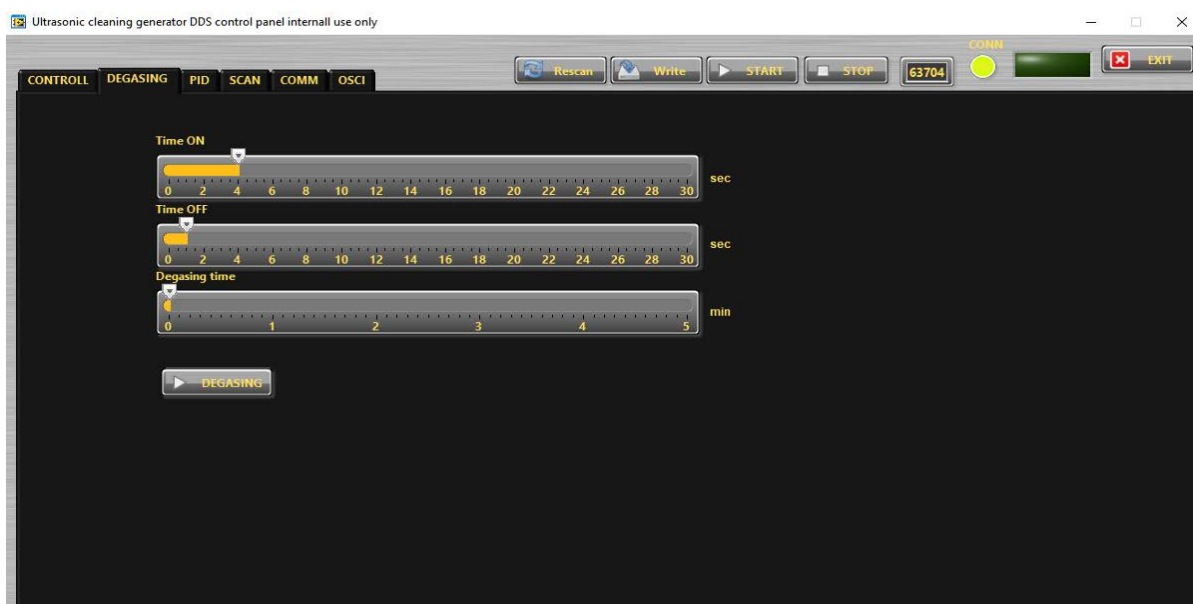 Ultrasonic cleaning generator DDS control panel internall use only
CONN
CONTROLL DEGASING PID SCAN COMM OSCI Rescan Write START STOP 63704 EXIT
Time ON
0 2 4 6 8 10 12 14 16 18 20 22 24 26 28 30 sec
Time OFF
0 2 4 6 8 10 12 14 16 18 20 22 24 26 28 30 sec
Degasing time
0 1 2 3 4 5 min
DEGASING